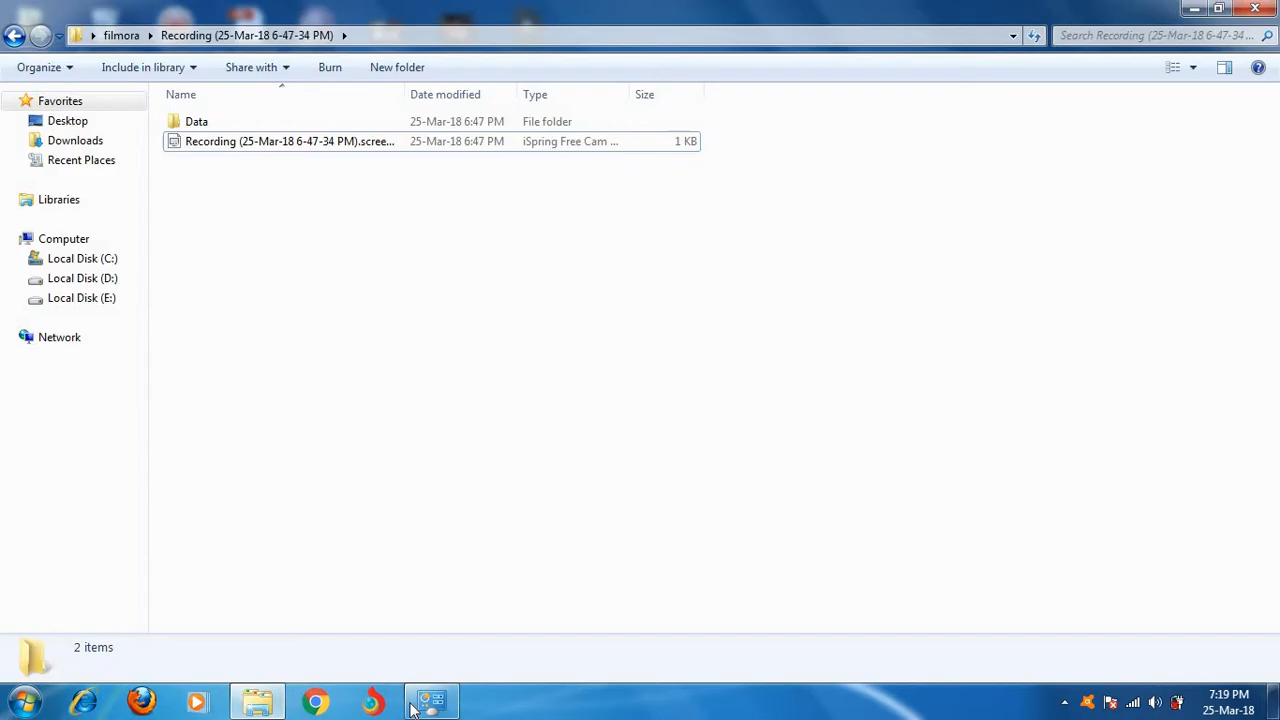 filmora Recording (25-Mar-18 6-47-34 PM) Search Recording (25-Mar-18 6-47-34 ...
Organize Include in library Share with Burn New folder
Favorites
Desktop
Downloads
Recent Places
Libraries
Computer
Local Disk (C:)
Local Disk (D:)
Local Disk (E:)
Network
Name Date modified Type Size
Data 25-Mar-18 6:47 PM File folder
Recording (25-Mar-18 6-47-34 PM).scree... 25-Mar-18 6:47 PM iSpring Free Cam ... 1 KB
2 items
7:19 PM
25-Mar-18